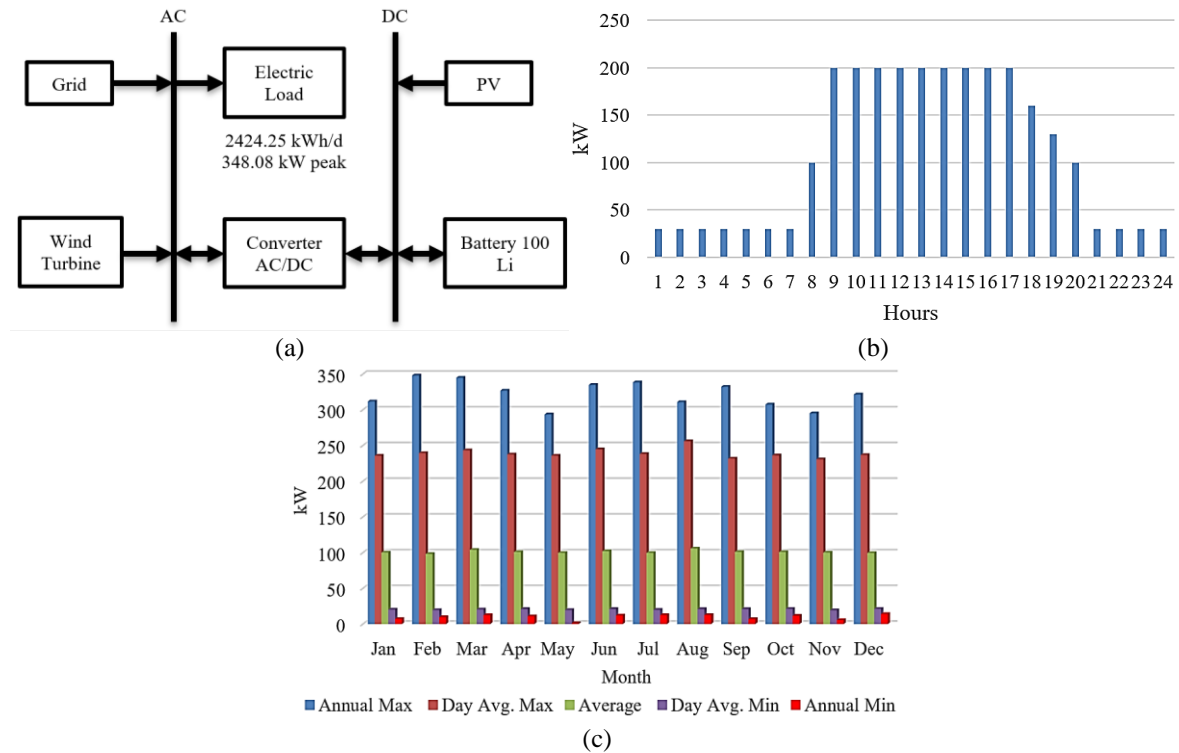 AC
DC
Grid
Electric
Load
PV
2424.25 kWh/d
348.08 kW peak
Wind
Turbine
Converter
AC/DC
Battery 100
Li
(a)
250
200
150
100
50
0
kW
1 2 3 4 5 6 7 8 9 10 11 12 13 14 15 16 17 18 19 20 21 22 23 24
Hours
(b)
350
300
250
200
150
100
50
0
kW
Jan Feb Mar Apr May Jun Jul Aug Sep Oct Nov Dec
Month
Annual Max Day Avg. Max Average Day Avg. Min Annual Min
(c)